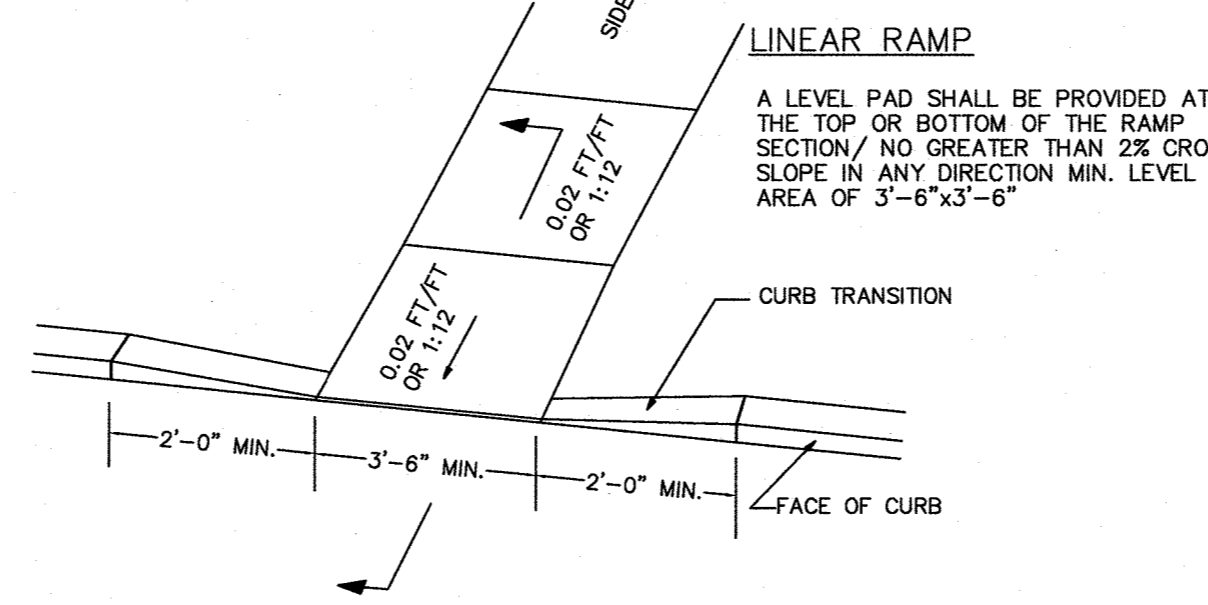 SIDE
LINEAR RAMP
A LEVEL PAD SHALL BE PROVIDED AT
THE TOP OR BOTTOM OF THE RAMP
SECTION/ NO GREATER THAN 2% CRO
SLOPE IN ANY DIRECTION MIN. LEVEL
AREA OF 3'-6"x3'-6"
0.02 FT/FT
OR 1:12
CURB TRANSITION
0.02 FT/FT
OR 1:12
2'-0" MIN.
3'-6" MIN.
2'-0" MIN.
FACE OF CURB